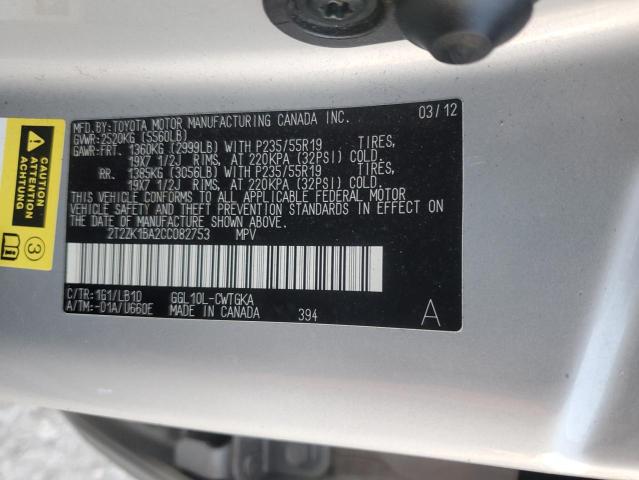 MFD.BY:TOYOTA MOTOR MANUFACTURING CANADA INC. 03/12
GVWR:2520KG (5560LB)
GAWR:FRT. 1360KG (2999LB) WITH P235/55R19 TIRES,
19X7 1/2J RIMS, AT 220KPA (32PSI) COLD.
RR. 1385KG (3056LB) WITH P235/55R19 TIRES,
19X7 1/2J RIMS, AT 220KPA (32PSI) COLD.
THIS VEHICLE CONFORMS TO ALL APPLICABLE FEDERAL MOTOR
VEHICLE SAFETY AND THEFT PREVENTION STANDARDS IN EFFECT ON
THE DATE OF MANUFACTURE SHOWN ABOVE.
2T2ZK1BA2CC082753 MPV
C/TR:1G1/LB10 GGL10L-CWTGKA
A/TM:-01A/U660E MADE IN CANADA 394 A
CAUTION
ATTENTION
ACHTUNG
3